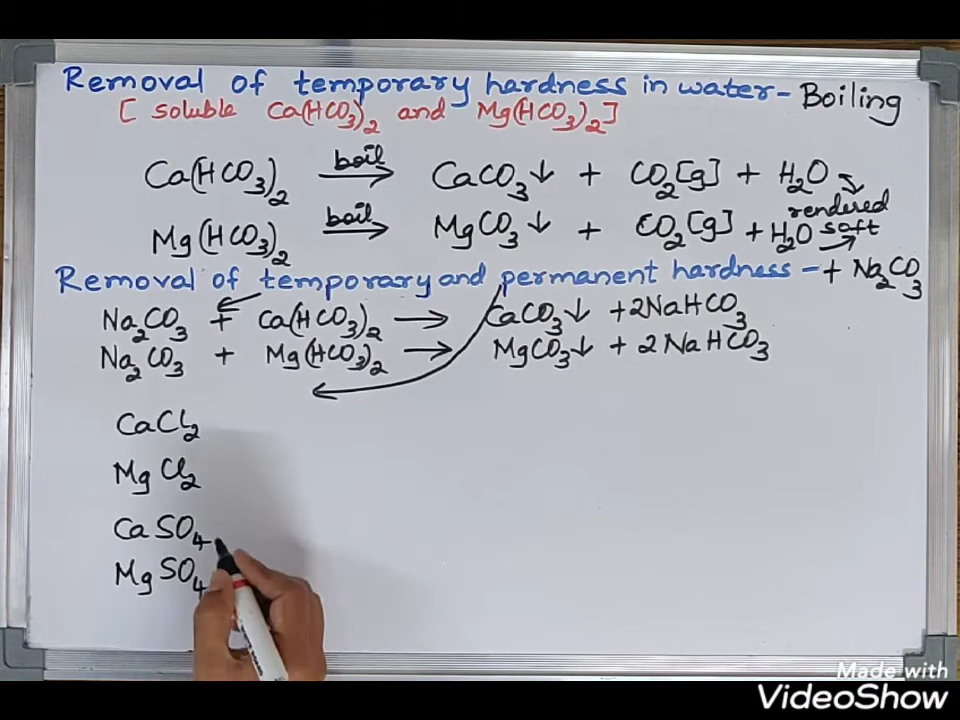 Removal of temporary hardness in water- Boiling
[ soluble Ca(HCO₃)₂ and Mg(HCO₃)₂]
Ca(HCO₃)₂ boil→ CaCO₃↓ + CO₂[g] + H₂O
Mg(HCO₃)₂ boil→ MgCO₃↓ + CO₂[g] + H₂O rendered soft
Removal of temporary and permanent hardness - + Na₂CO₃
Na₂CO₃ + Ca(HCO₃)₂ → CaCO₃↓ + 2NaHCO₃
Na₂CO₃ + Mg(HCO₃)₂ → MgCO₃↓ + 2NaHCO₃
CaCl₂
MgCl₂
CaSO₄
MgSO₄
Made with
VideoShow